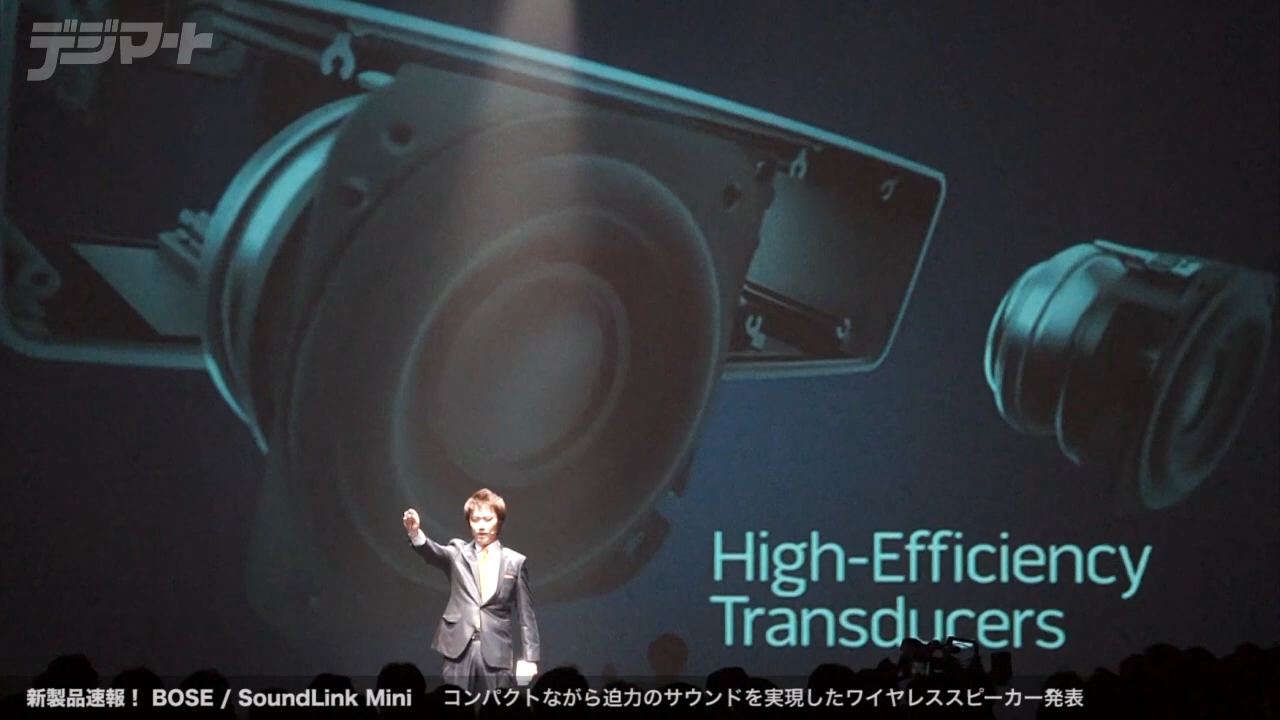 デジマート
High-Efficiency
Transducers
新製品速報！ BOSE / SoundLink Mini コンパクトながら迫力のサウンドを実現したワイヤレススピーカー発表